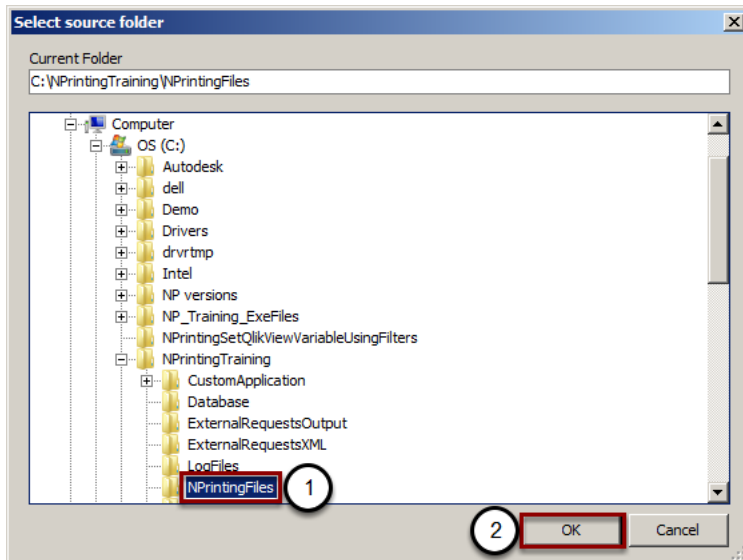 Select source folder
Current Folder
C:\NPrintingTraining\NPrintingFiles
Computer
OS (C:)
Autodesk
dell
Demo
Drivers
drvrtmp
Intel
NP versions
NP_Training_ExeFiles
NPrintingSetQlikViewVariableUsingFilters
NPrintingTraining
CustomApplication
Database
ExternalRequestsOutput
ExternalRequestsXML
LogFiles
NPrintingFiles 1
2 OK Cancel